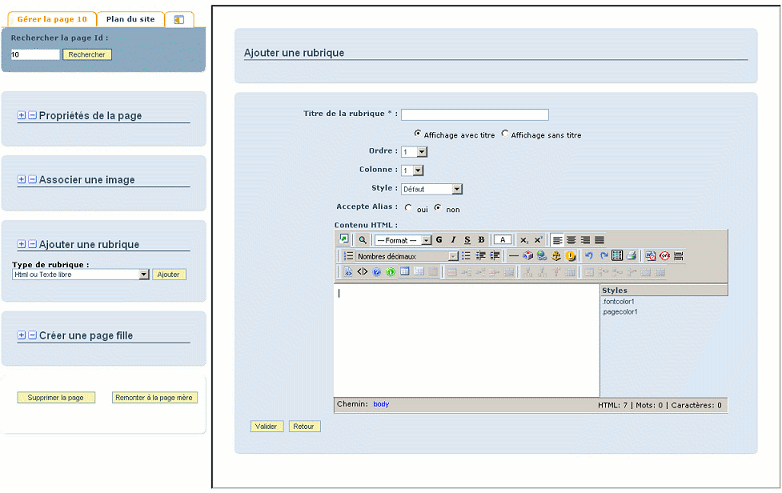 Gérer la page 10
Plan du site
Rechercher la page Id :
10
Rechercher
Propriétés de la page
Associer une image
Ajouter une rubrique
Type de rubrique :
Html ou Texte libre
Ajouter
Créer une page fille
Supprimer la page
Remonter à la page mère
Ajouter une rubrique
Titre de la rubrique * :
Affichage avec titre
Affichage sans titre
Ordre :
1
Colonne :
1
Style :
Défaut
Accepte Alias :
oui
non
Contenu HTML :
--- Format ---
G I S B A x, x²
Nombres décimaux
Styles
.fontcolor1
.pagecolor1
Chemin: body
HTML: 7 | Mots: 0 | Caractères: 0
Valider
Retour